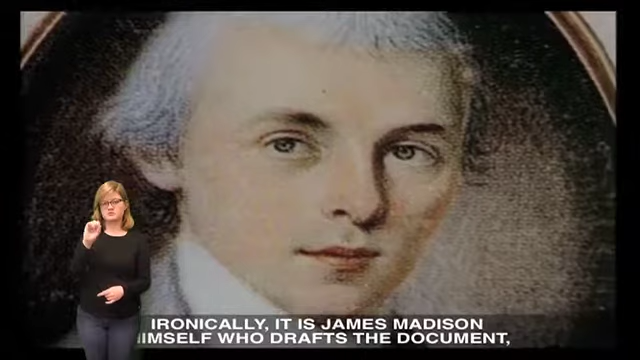 IRONICALLY, IT IS JAMES MADISON
HIMSELF WHO DRAFTS THE DOCUMENT,